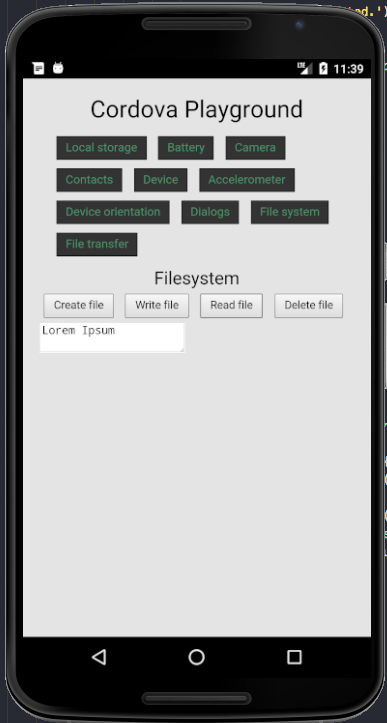 ted.')
LTE 11:39
Cordova Playground
Local storage Battery Camera
Contacts Device Accelerometer
Device orientation Dialogs File system
File transfer
Filesystem
Create file Write file Read file Delete file
Lorem Ipsum